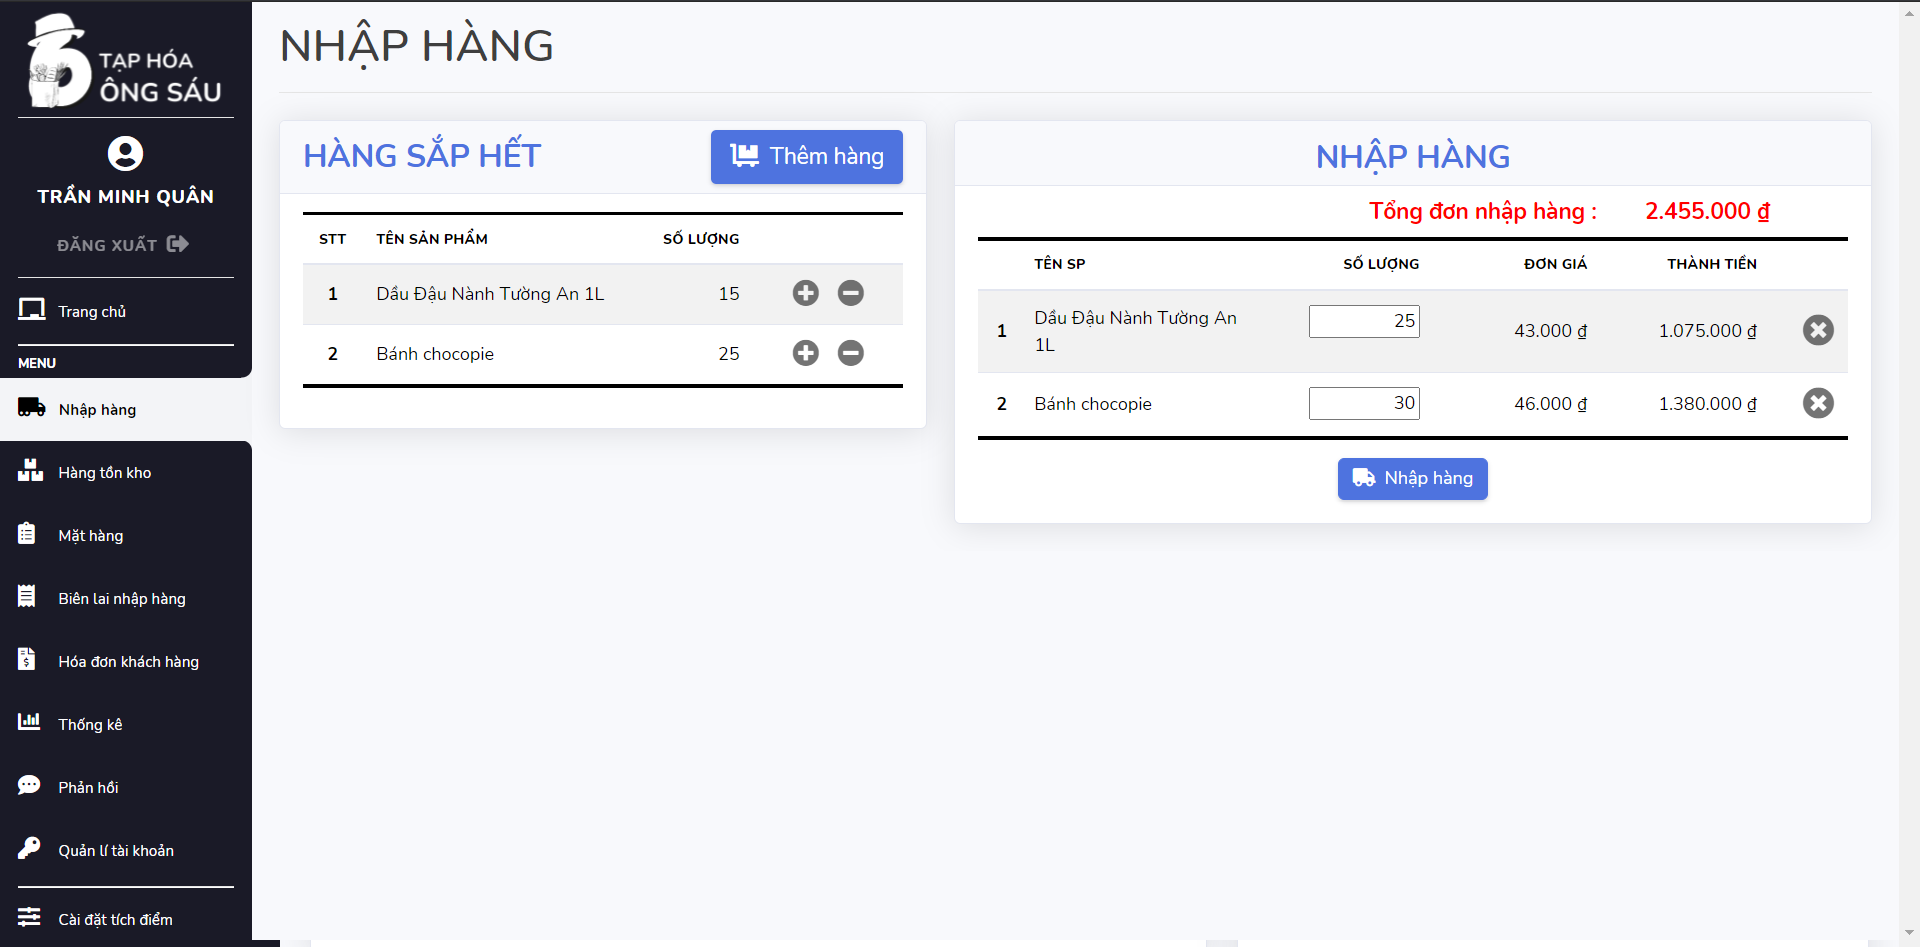 TẠP HÓA
ÔNG SÁU
TRẦN MINH QUÂN
ĐĂNG XUẤT
Trang chủ
MENU
Nhập hàng
Hàng tồn kho
Mặt hàng
Biên lai nhập hàng
Hóa đơn khách hàng
Thống kê
Phản hồi
Quản lí tài khoản
Cài đặt tích điểm
NHẬP HÀNG
HÀNG SẮP HẾT
Thêm hàng
STT TÊN SẢN PHẨM SỐ LƯỢNG
1 Dầu Đậu Nành Tường An 1L 15
2 Bánh chocopie 25
NHẬP HÀNG
Tổng đơn nhập hàng : 2.455.000 ₫
TÊN SP SỐ LƯỢNG ĐƠN GIÁ THÀNH TIỀN
1 Dầu Đậu Nành Tường An 25 43.000 ₫ 1.075.000 ₫
1L
2 Bánh chocopie 30 46.000 ₫ 1.380.000 ₫
Nhập hàng